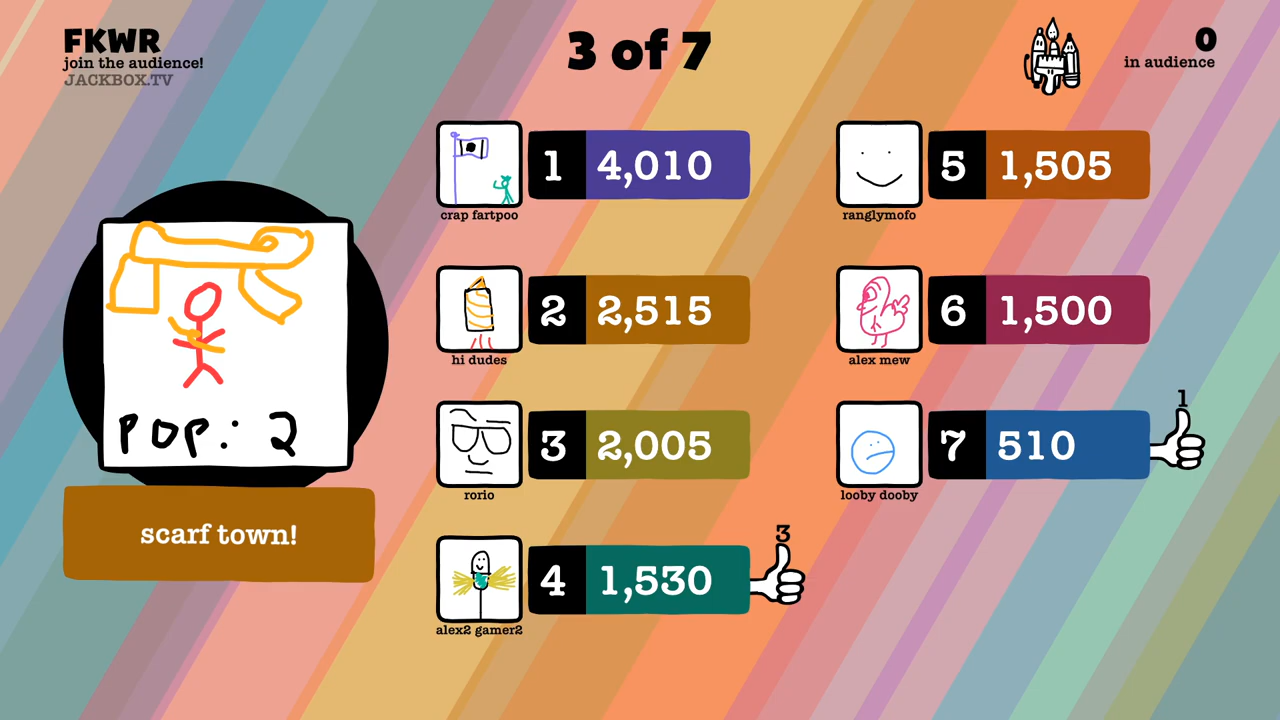 FKWR
join the audience!
JACKBOX.TV
3 of 7
0
in audience
POP: 2
scarf town!
1 4,010
crap fartpoo
2 2,515
hi dudes
3 2,005
rorio
4 1,530
3
alex2 gamer2
5 1,505
ranglymofo
6 1,500
alex mew
7 510
1
looby dooby